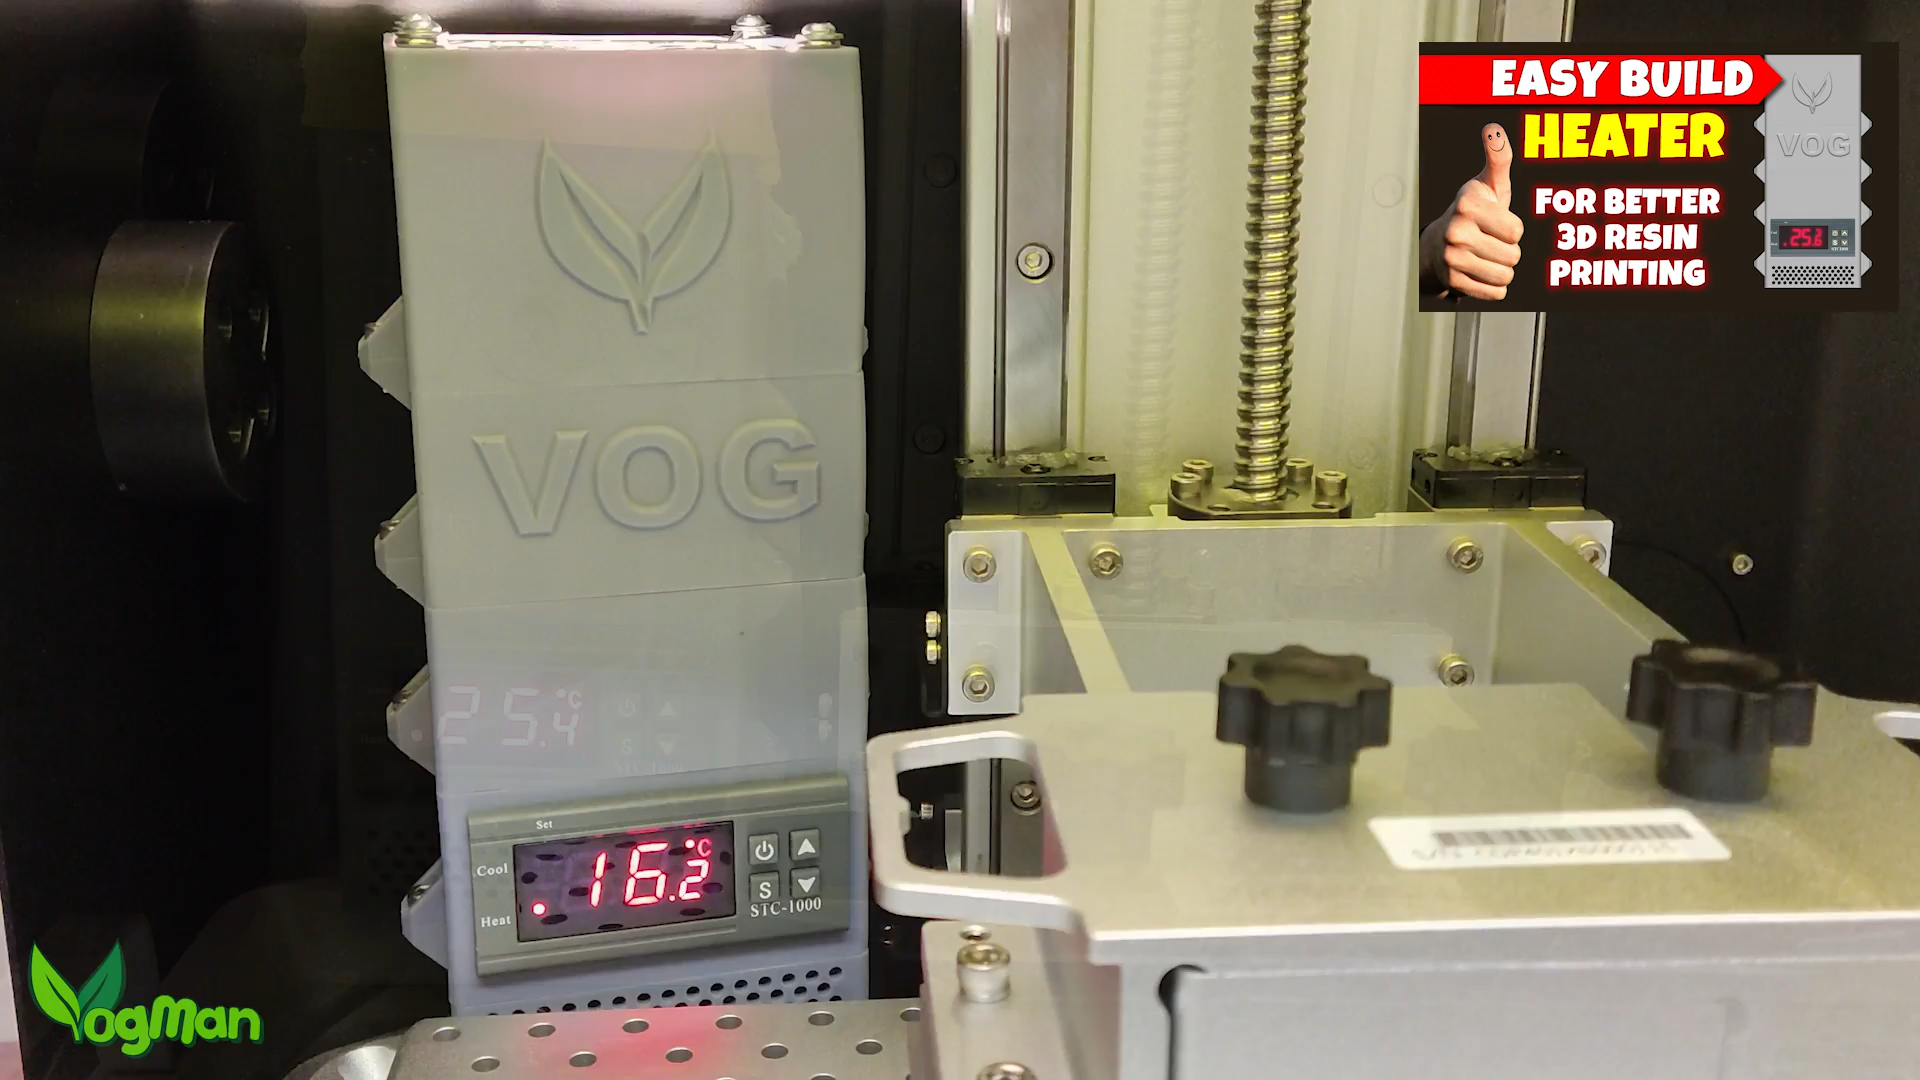 EASY BUILD
HEATER
FOR BETTER
3D RESIN
PRINTING
VOG
25.6
VOG
25.4 °C
S
Set
Cool
Heat
16.2 °C
S
STC-1000
VogMan